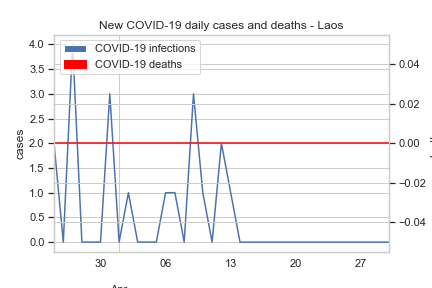 New COVID-19 daily cases and deaths - Laos
COVID-19 infections
COVID-19 deaths
cases
4.0
3.5
3.0
2.5
2.0
1.5
1.0
0.5
0.0
0.04
0.02
0.00
−0.02
−0.04
30 06 13 20 27